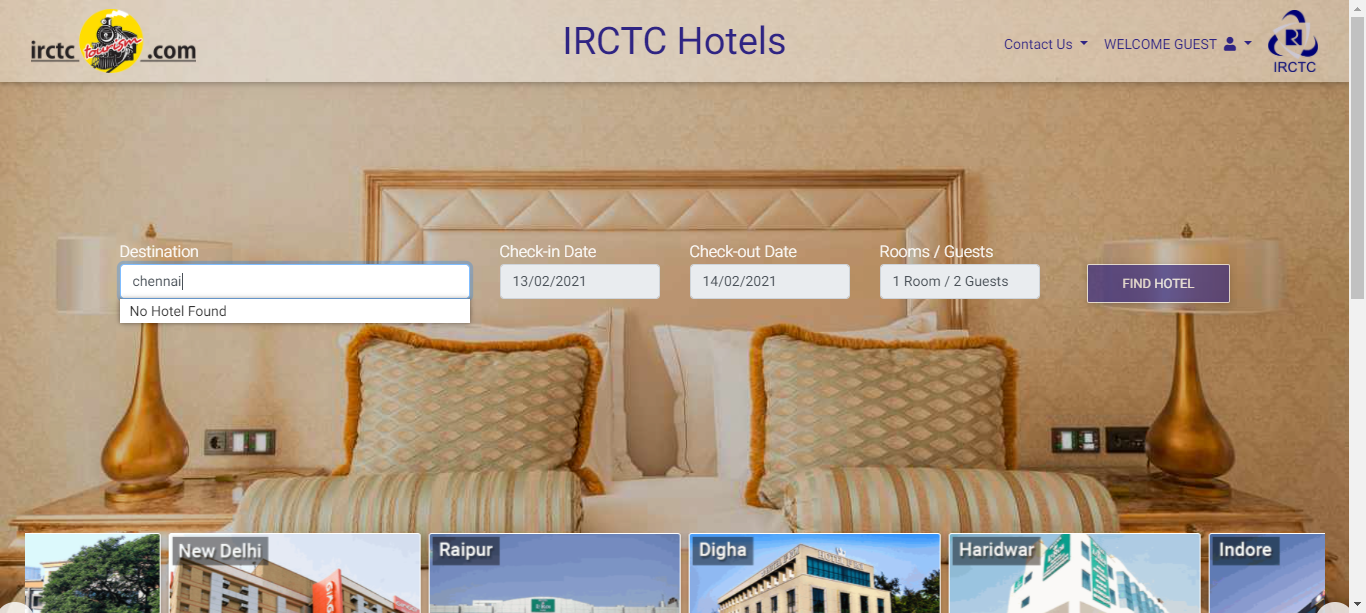 irctc tourism .com
IRCTC Hotels
Contact Us
WELCOME GUEST
IRCTC
Destination
Check-in Date
Check-out Date
Rooms / Guests
chennai
13/02/2021
14/02/2021
1 Room / 2 Guests
FIND HOTEL
No Hotel Found
New Delhi
Raipur
Digha
Haridwar
Indore